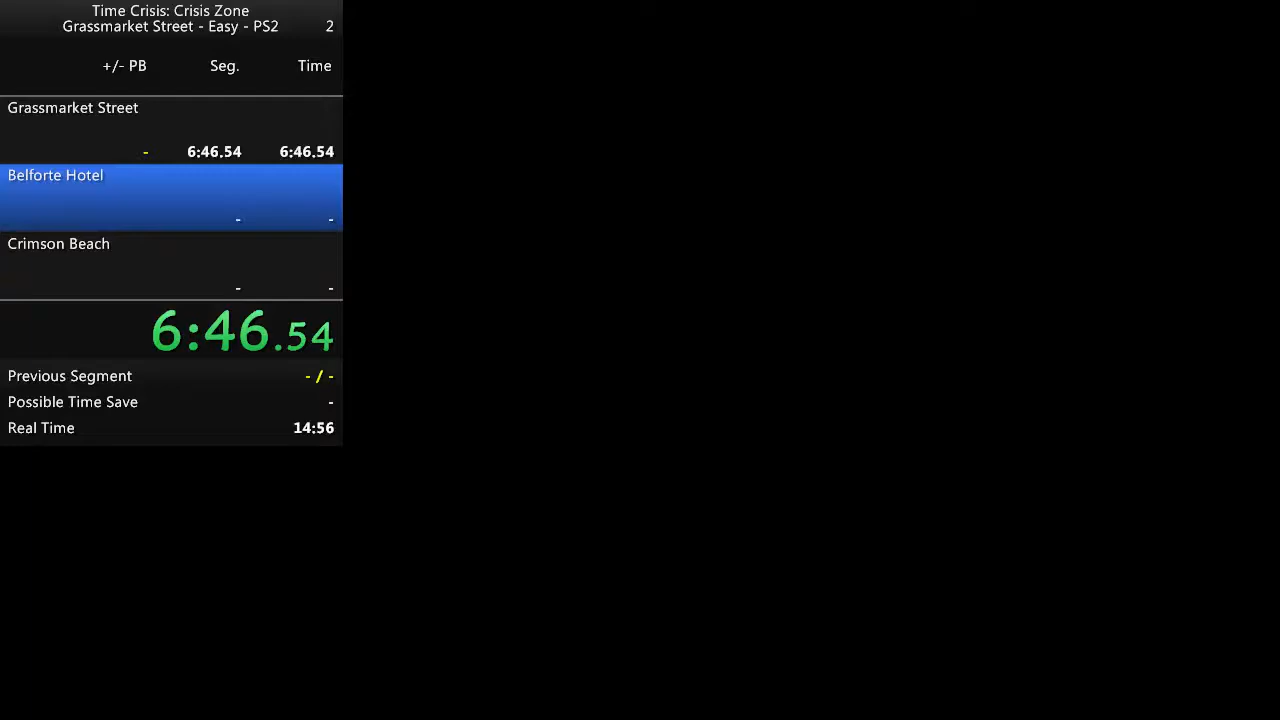 Time Crisis: Crisis Zone
Grassmarket Street - Easy - PS2 2
+/- PB Seg. Time
Grassmarket Street
- 6:46.54 6:46.54
Belforte Hotel
- -
Crimson Beach
- -
6:46.54
Previous Segment - / -
Possible Time Save -
Real Time 14:56